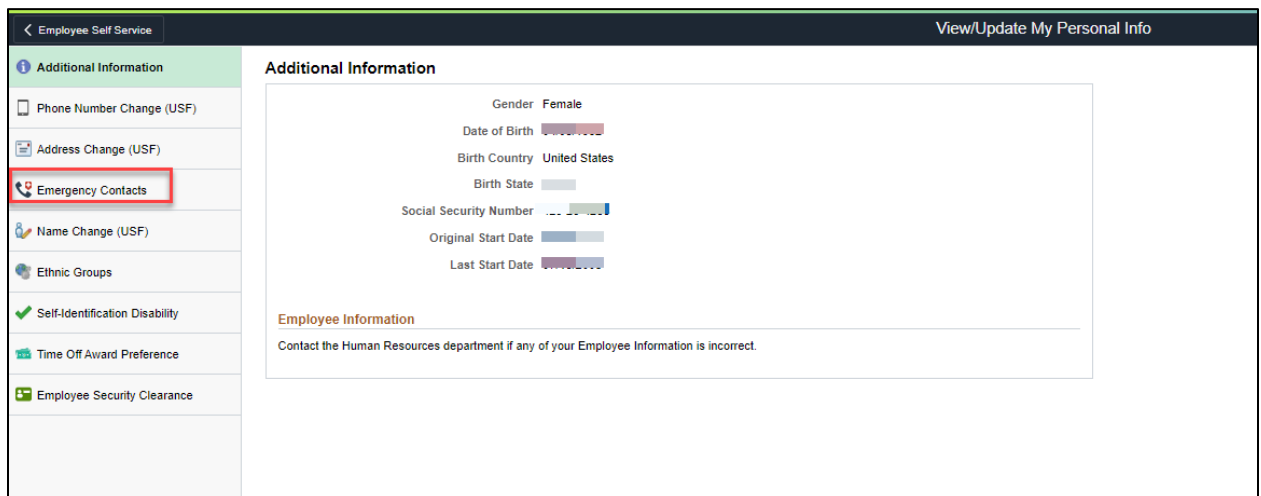 Employee Self Service
View/Update My Personal Info
Additional Information
Phone Number Change (USF)
Address Change (USF)
Emergency Contacts
Name Change (USF)
Ethnic Groups
Self-Identification Disability
Time Off Award Preference
Employee Security Clearance
Additional Information
Gender Female
Date of Birth
Birth Country United States
Birth State
Social Security Number
Original Start Date
Last Start Date
Employee Information
Contact the Human Resources department if any of your Employee Information is incorrect.